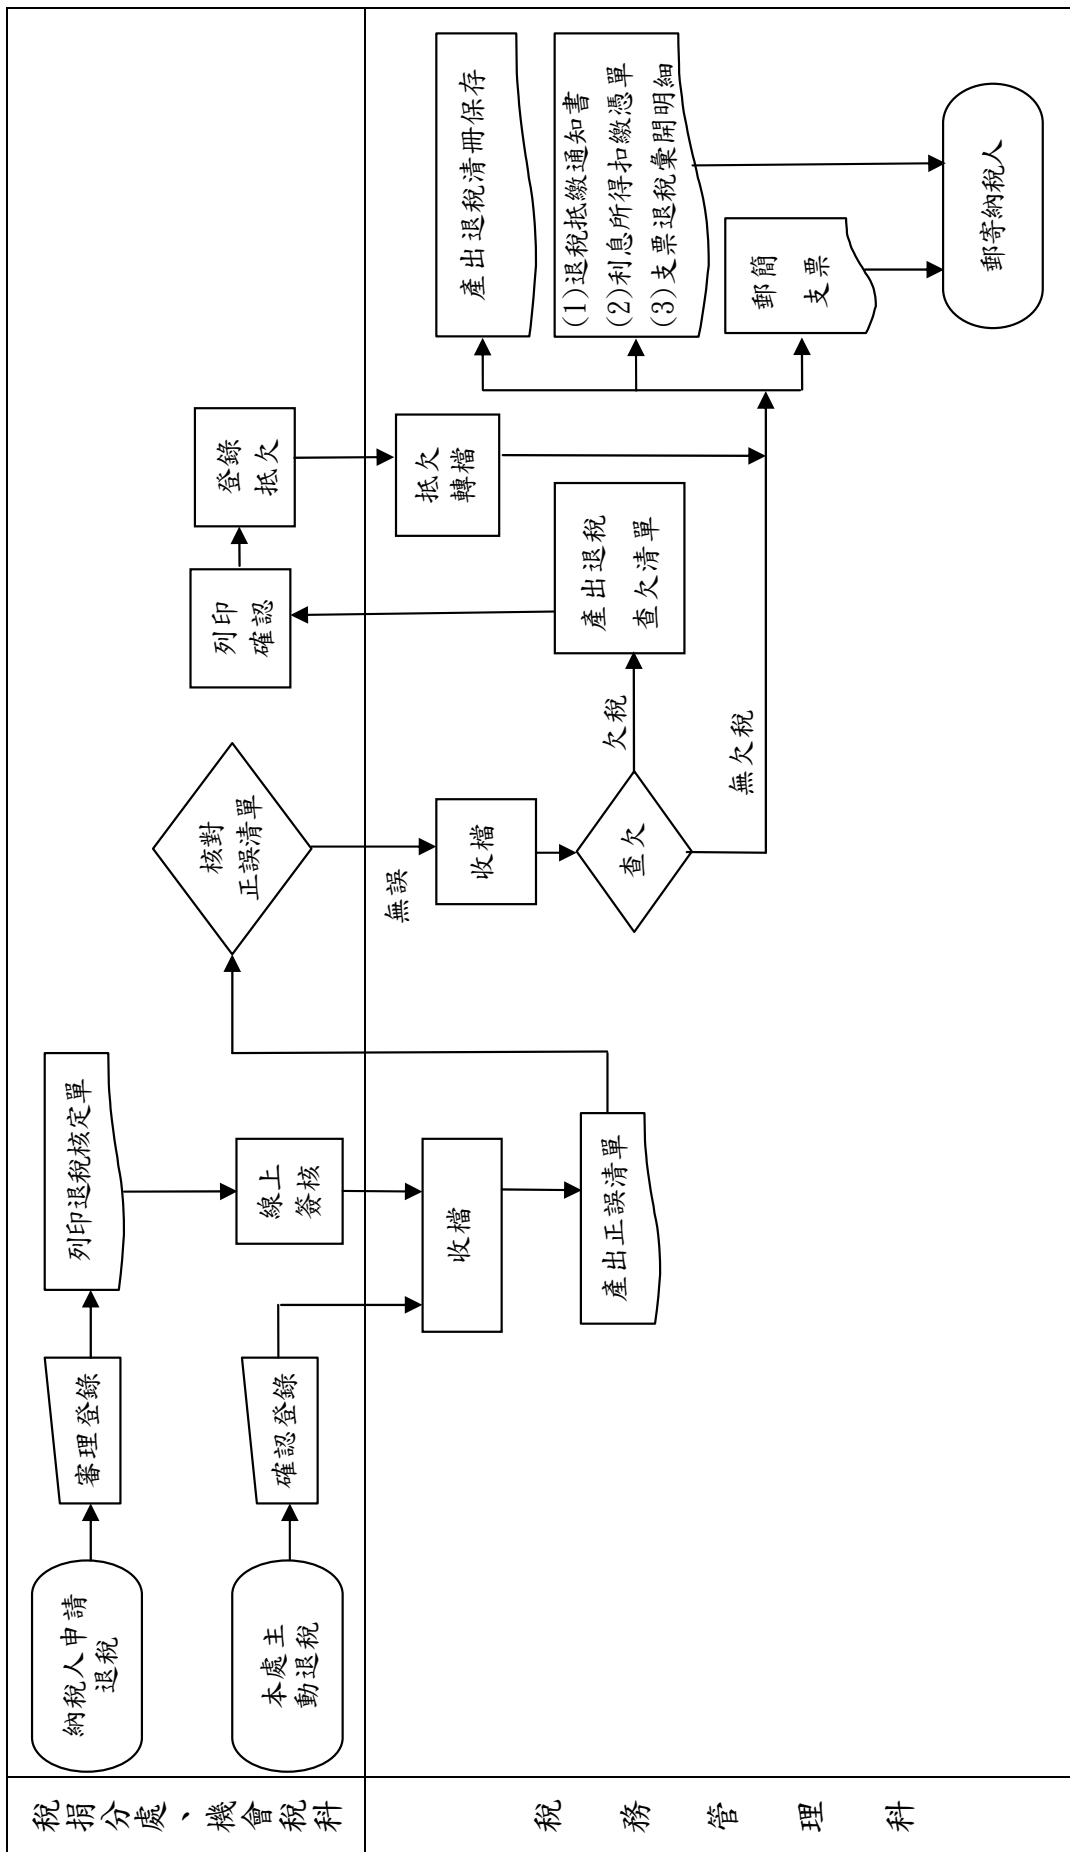 稅捐分處、機會稅科
納稅人申請
退稅
審理登錄
列印退稅核定單
線上
簽核
本處主
動退稅
確認登錄
核對
正誤清單
列印
確認
登錄
抵欠
稅務管理科
收檔
產出正誤清單
無誤
收檔
查欠
欠稅
無欠稅
產出退稅
查欠清單
抵欠
轉檔
產出退稅清冊保存
(1)退稅抵繳通知書
(2)利息所得扣繳憑單
(3)支票退稅彙開明細
郵簡
支票
郵寄納稅人